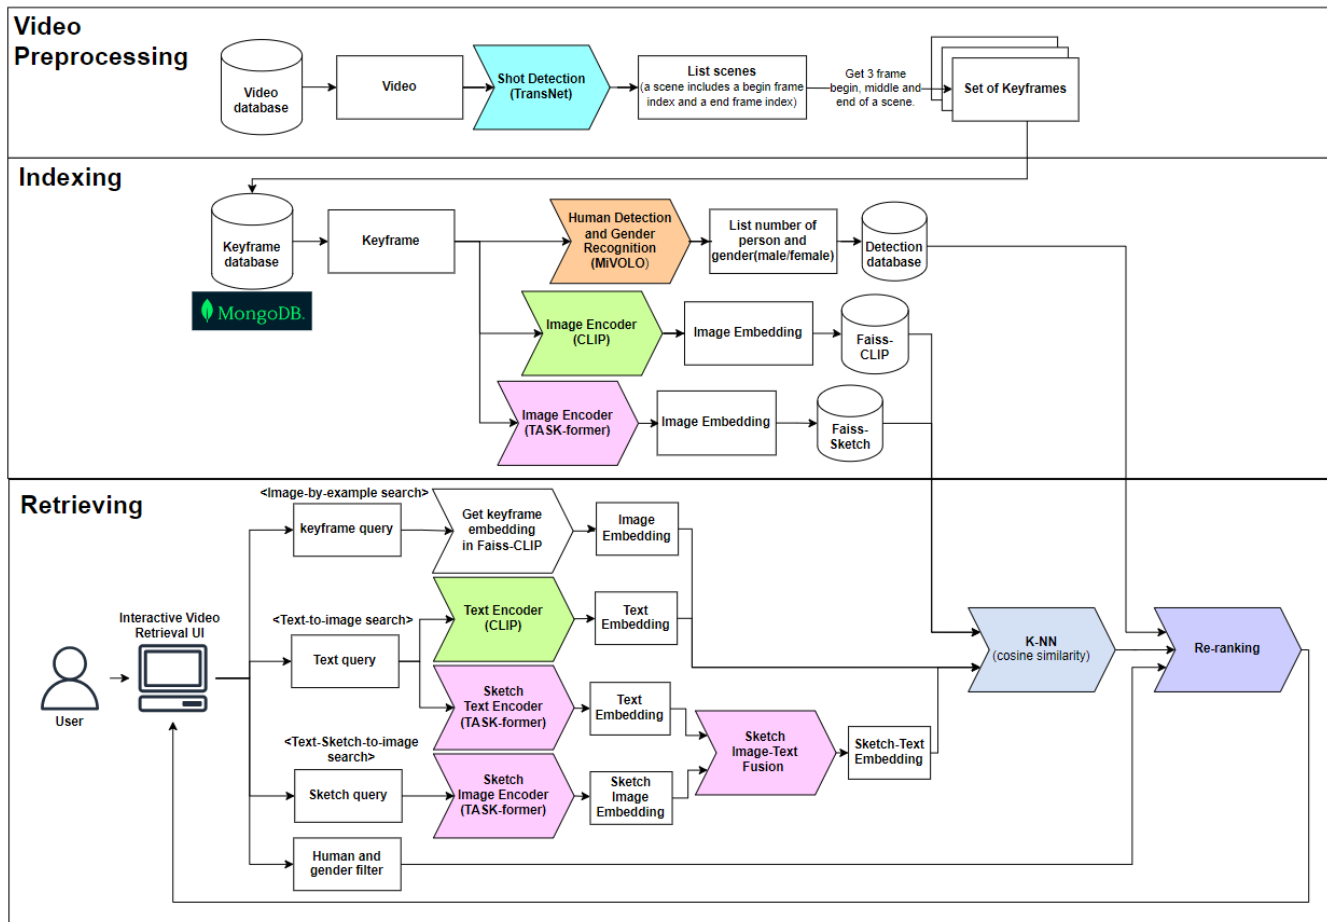 Video
Preprocessing
Video
database
Video
Shot Detection
(TransNet)
List scenes
(a scene includes a begin frame
index and a end frame index)
Get 3 frame
begin, middle and
end of a scene.
Set of Keyframes
Indexing
Keyframe
database
MongoDB.
Keyframe
Human Detection
and Gender
Recognition
(MiVOLO)
List number of
person and
gender(male/female)
Detection
database
Image Encoder
(CLIP)
Image Embedding
Faiss-
CLIP
Image Encoder
(TASK-former)
Image Embedding
Faiss-
Sketch
Retrieving
<Image-by-example search>
keyframe query
Get keyframe
embedding
in Faiss-CLIP
Image
Embedding
User
Interactive Video
Retrieval UI
<Text-to-image search>
Text query
Text Encoder
(CLIP)
Text
Embedding
Sketch
Text Encoder
(TASK-former)
Text
Embedding
<Text-Sketch-to-image
search>
Sketch query
Sketch
Image Encoder
(TASK-former)
Sketch
Image
Embedding
Sketch
Image-Text
Fusion
Sketch-Text
Embedding
K-NN
(cosine similarity)
Re-ranking
Human and
gender filter